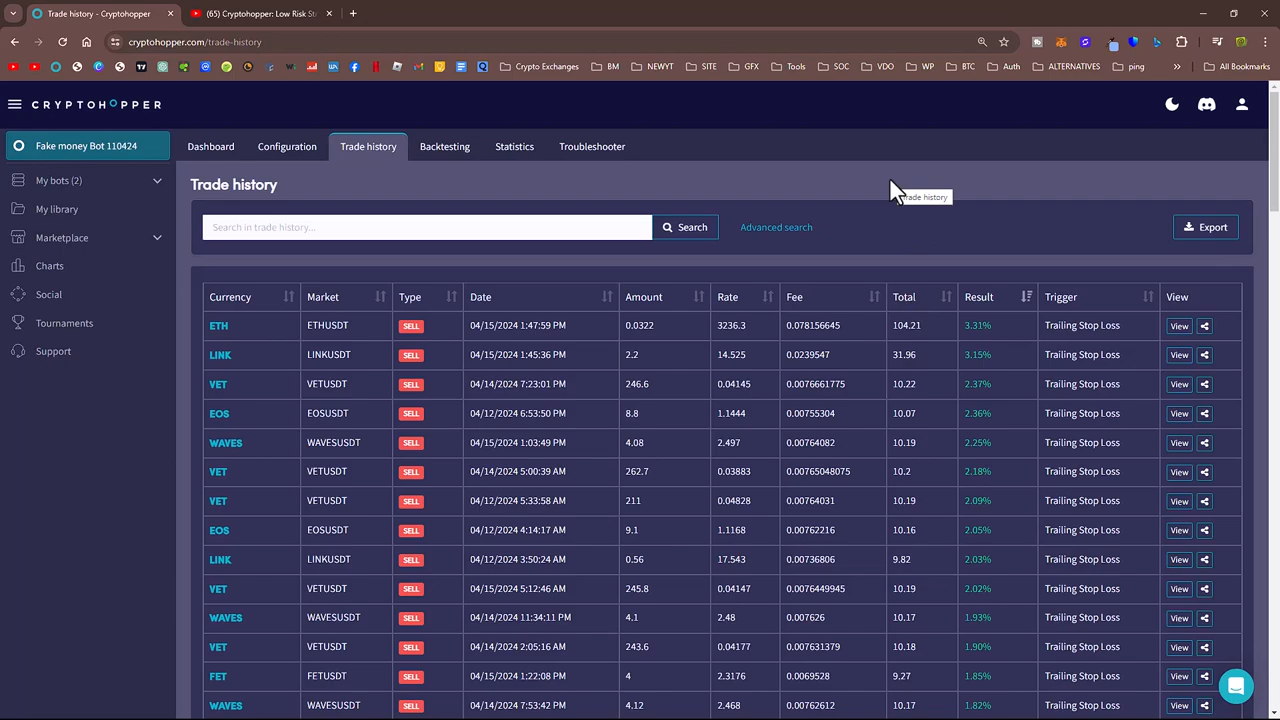 Trade history - Cryptohopper
(65) Cryptohopper: Low Risk St
cryptohopper.com/trade-history
Crypto Exchanges
BM
NEWYT
STE
GFX
Tools
SOC
VDO
WP
BTC
Auth
ALTERNATIVES
ping
All Bookmarks
CRYPTOHOPPER
Fake money Bot 110424
Dashboard
Configuration
Trade history
Backtesting
Statistics
Troubleshooter
My bots (2)
My library
Marketplace
Charts
Social
Tournaments
Support
Trade history
rade history
Search in trade history...
Search
Advanced search
Export
Currency Market Type Date Amount Rate Fee Total Result Trigger View
ETH ETHUSDT SELL 04/15/2024 1:47:59 PM 0.0322 3236.3 0.078156645 104.21 3.31% Trailing Stop Loss View
LINK LINKUSDT SELL 04/15/2024 1:45:36 PM 2.2 14.525 0.0239547 31.96 3.15% Trailing Stop Loss View
VET VETUSDT SELL 04/14/2024 7:23:01 PM 246.6 0.04145 0.0076661775 10.22 2.37% Trailing Stop Loss View
EOS EOSUSDT SELL 04/12/2024 6:53:50 PM 8.8 1.1444 0.00755304 10.07 2.36% Trailing Stop Loss View
WAVES WAVESUSDT SELL 04/15/2024 1:03:49 PM 4.08 2.497 0.00764082 10.19 2.25% Trailing Stop Loss View
VET VETUSDT SELL 04/14/2024 5:00:39 AM 262.7 0.03883 0.00765045075 10.2 2.18% Trailing Stop Loss View
VET VETUSDT SELL 04/12/2024 5:33:58 AM 211 0.04828 0.00764031 10.19 2.09% Trailing Stop Loss View
EOS EOSUSDT SELL 04/12/2024 4:14:17 AM 9.1 1.1168 0.00762216 10.16 2.05% Trailing Stop Loss View
LINK LINKUSDT SELL 04/12/2024 3:50:24 AM 0.56 17.543 0.00736806 9.82 2.03% Trailing Stop Loss View
VET VETUSDT SELL 04/15/2024 5:12:46 AM 245.8 0.04147 0.0076449945 10.19 2.02% Trailing Stop Loss View
WAVES WAVESUSDT SELL 04/14/2024 11:34:11 PM 4.1 2.48 0.007626 10.17 1.93% Trailing Stop Loss View
VET VETUSDT SELL 04/14/2024 2:05:16 AM 243.6 0.04177 0.007631379 10.18 1.90% Trailing Stop Loss View
FET FETUSDT SELL 04/15/2024 1:22:08 PM 4 2.3176 0.0069528 9.27 1.85% Trailing Stop Loss View
WAVES WAVESUSDT SELL 04/14/2024 7:53:42 PM 4.12 2.468 0.00762612 10.17 1.82% Trailing Stop Loss View